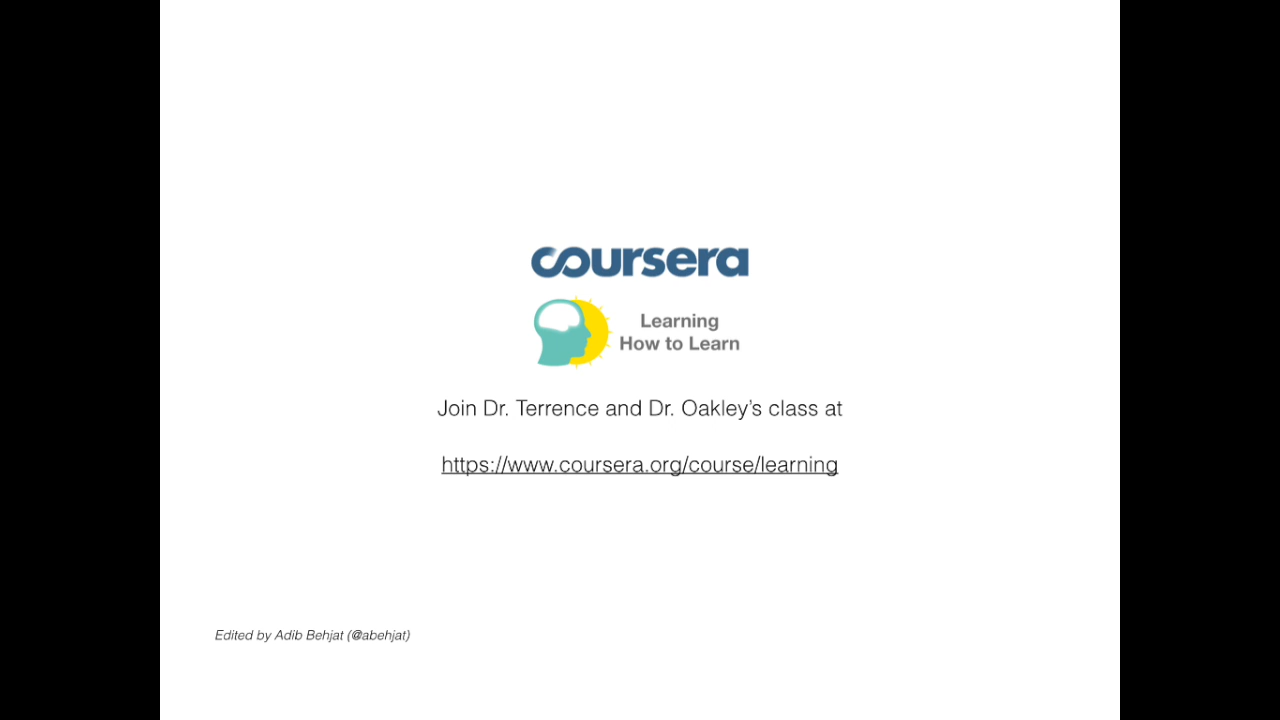 coursera
Learning
How to Learn
Join Dr. Terrence and Dr. Oakley’s class at
https://www.coursera.org/course/learning
Edited by Adib Behjat (@abehjat)